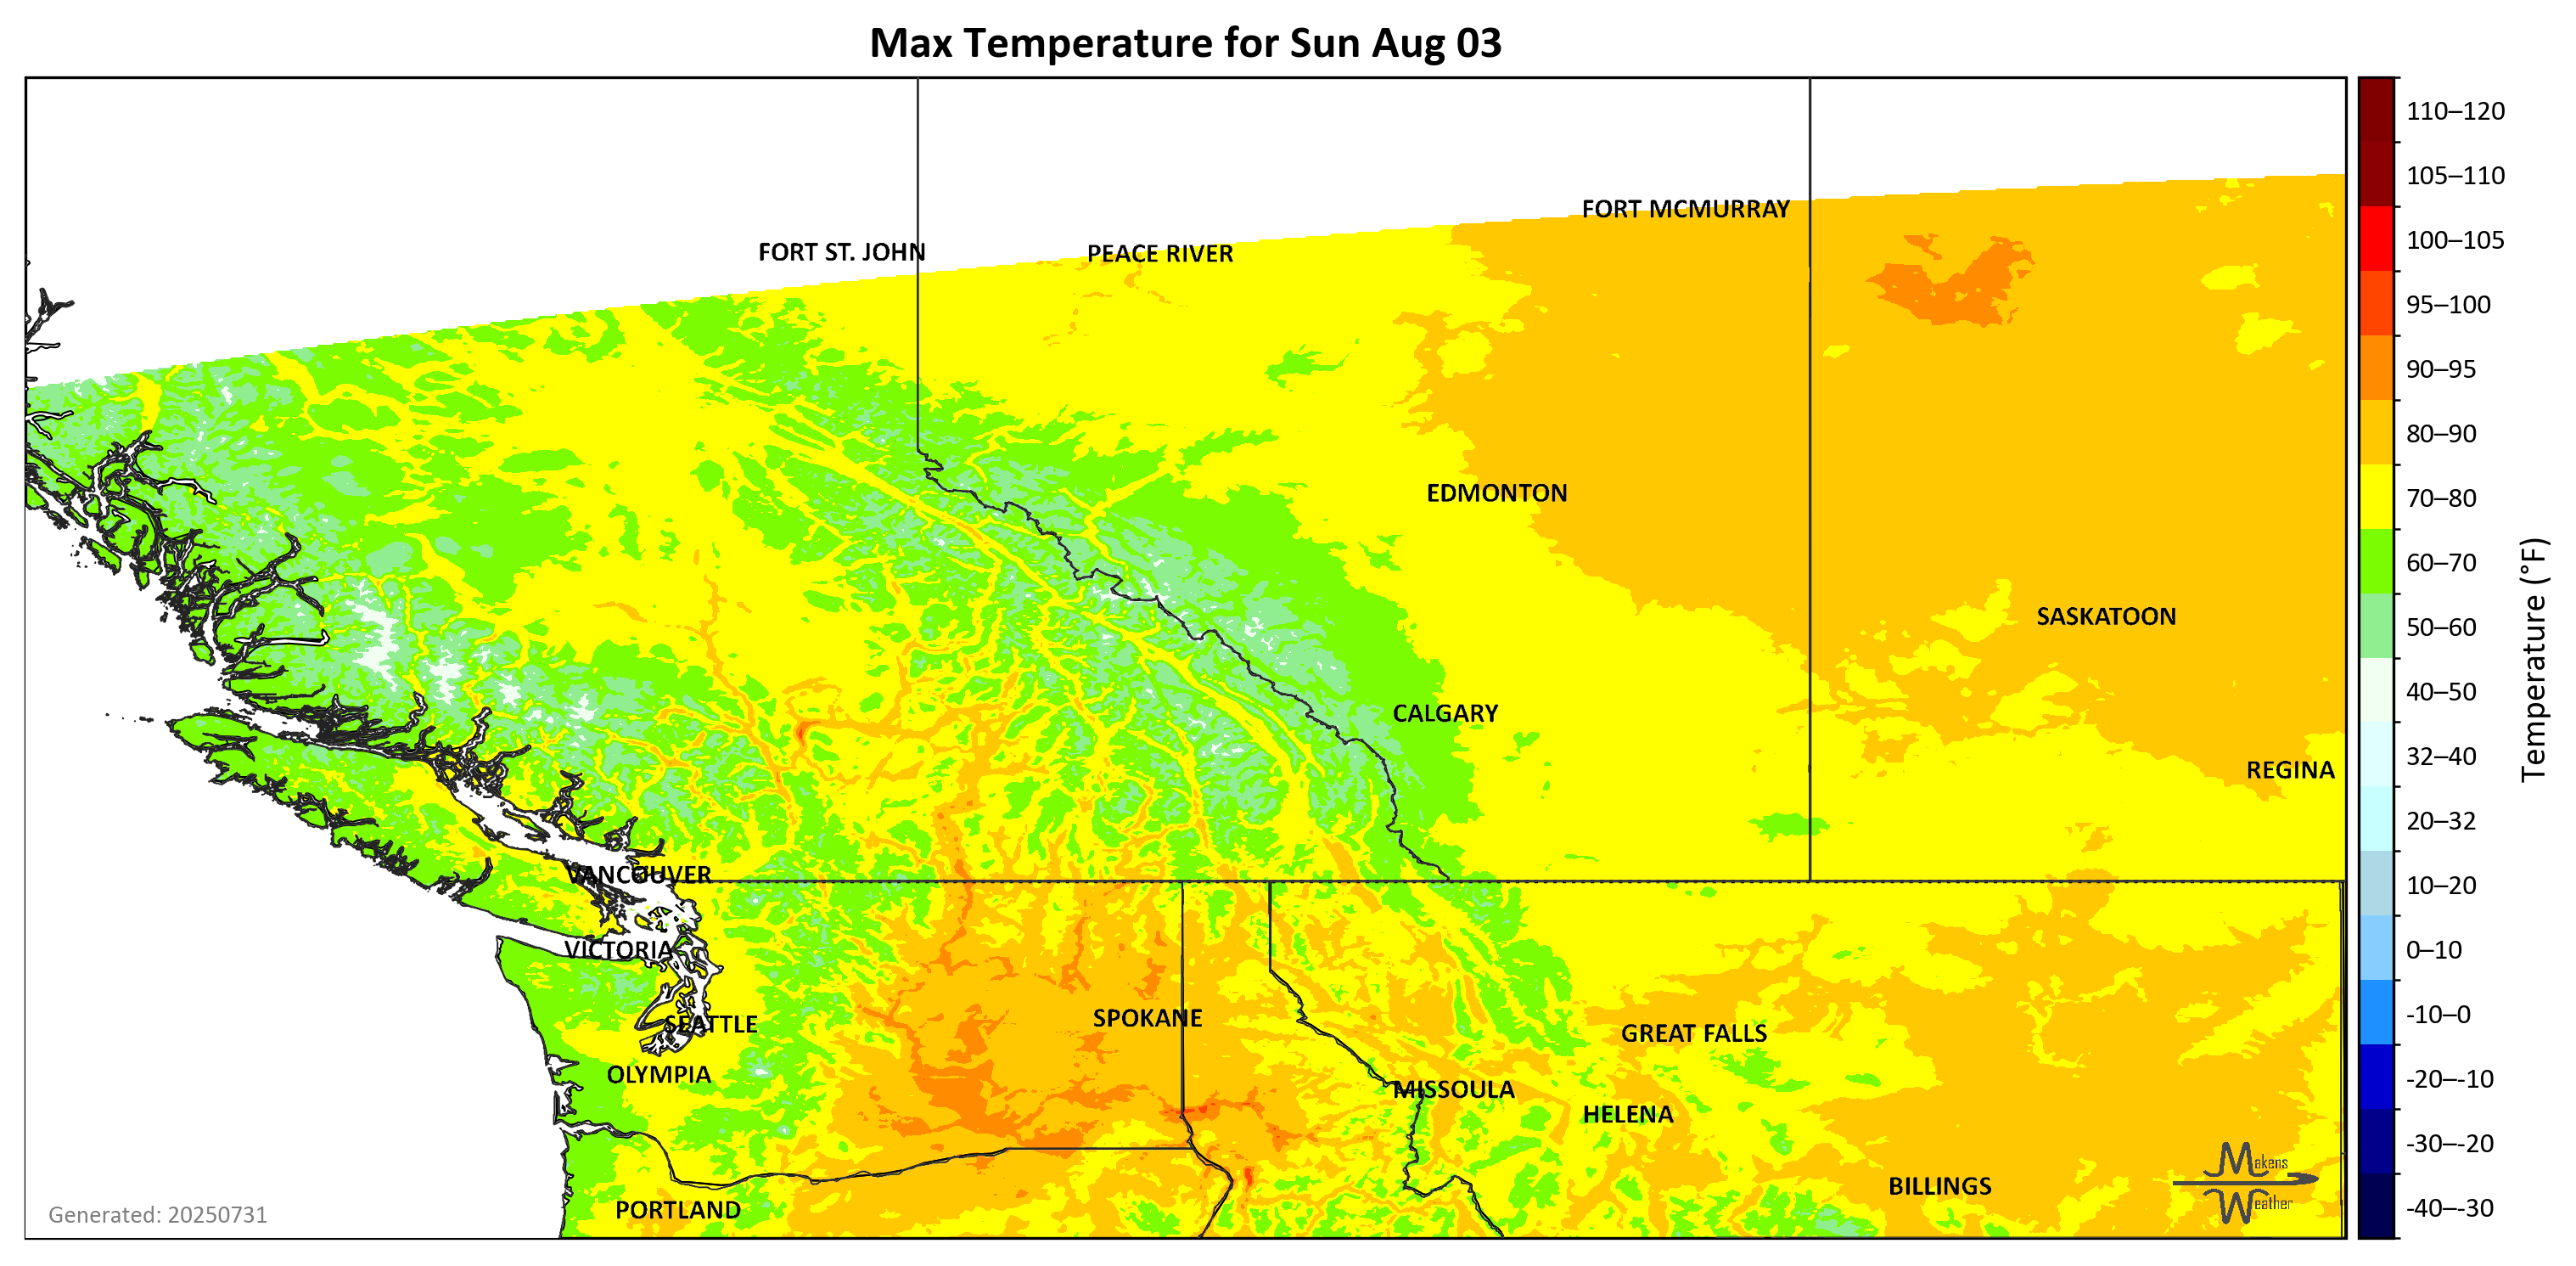 Max Temperature for Sun Aug 03
110–120
105–110
100–105
95–100
90–95
80–90
70–80
60–70
50–60
40–50
32–40
20–32
10–20
0–10
-10–0
-20–-10
-30–-20
-40–-30
Temperature (°F)
FORT MCMURRAY
FORT ST. JOHN
PEACE RIVER
EDMONTON
SASKATOON
CALGARY
REGINA
VANCOUVER
VICTORIA
SEATTLE
SPOKANE
GREAT FALLS
OLYMPIA
MISSOULA
HELENA
BILLINGS
PORTLAND
Makens
Weather
Generated: 20250731